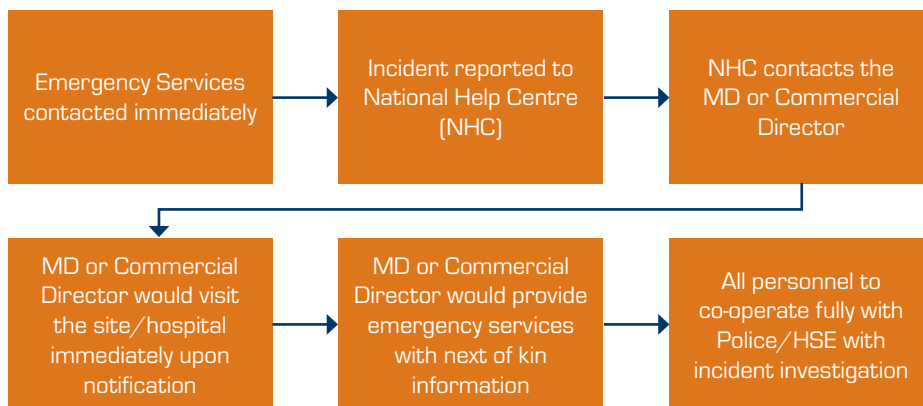 Emergency Services
contacted immediately
Incident reported to
National Help Centre
(NHC)
NHC contacts the
MD or Commercial
Director
MD or Commercial
Director would visit
the site/hospital
immediately upon
notification
MD or Commercial
Director would provide
emergency services
with next of kin
information
All personnel to
co-operate fully with
Police/HSE with
incident investigation